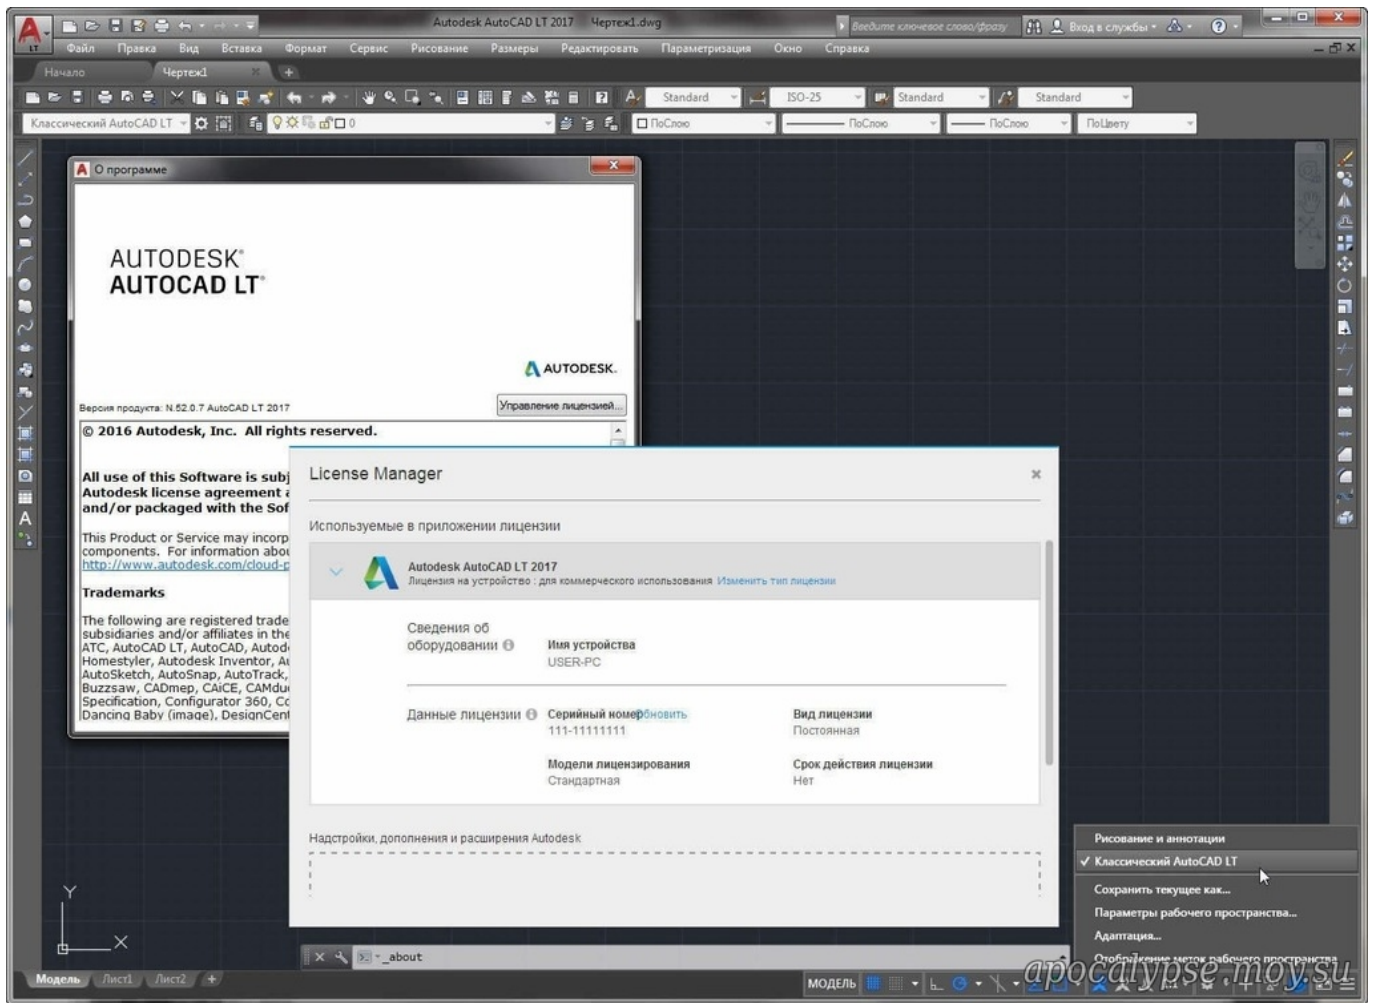 Autodesk AutoCAD LT 2017 Чертеж1.dwg
Введите ключевое слово/фразу
Вход в службы
LT
Файл Правка Вид Вставка Формат Сервис Рисование Размеры Редактировать Параметризация Окно Справка
Начало Чертеж1
Standard ISO-25 Standard Standard
Классический AutoCAD LT 0 ПоСлою ПоСлою ПоСлою ПоЦвету
О программе
AUTODESK®
AUTOCAD LT®
AUTODESK.
Версия продукта: N.52.0.7 AutoCAD LT 2017
Управление лицензией...
© 2016 Autodesk, Inc. All rights reserved.
All use of this Software is subj
Autodesk license agreement
and/or packaged with the Sof
This Product or Service may incorp
components. For information abou
http://www.autodesk.com/cloud-p
Trademarks
The following are registered trade
subsidiaries and/or affiliates in the
ATC, AutoCAD LT, AutoCAD, Autod
Homestyler, Autodesk Inventor, Au
AutoSketch, AutoSnap, AutoTrack,
Buzzsaw, CADmep, CAiCE, CAMdu
Specification, Configurator 360, Co
Dancing Baby (image), DesignCent
License Manager
Используемые в приложении лицензии
Autodesk AutoCAD LT 2017
Лицензия на устройство : для коммерческого использования Изменить тип лицензии
Сведения об
оборудовании
Имя устройства
USER-PC
Данные лицензии
Серийный номер Обновить
111-11111111
Вид лицензии
Постоянная
Модели лицензирования
Стандартная
Срок действия лицензии
Нет
Надстройки, дополнения и расширения Autodesk
Рисование и аннотации
Классический AutoCAD LT
Сохранить текущее как...
Параметры рабочего пространства...
Адаптация...
Отображение меток рабочего пространства
Y
X
_about
Модель Лист1 Лист2 +
МОДЕЛЬ
apocalypse.moy.su